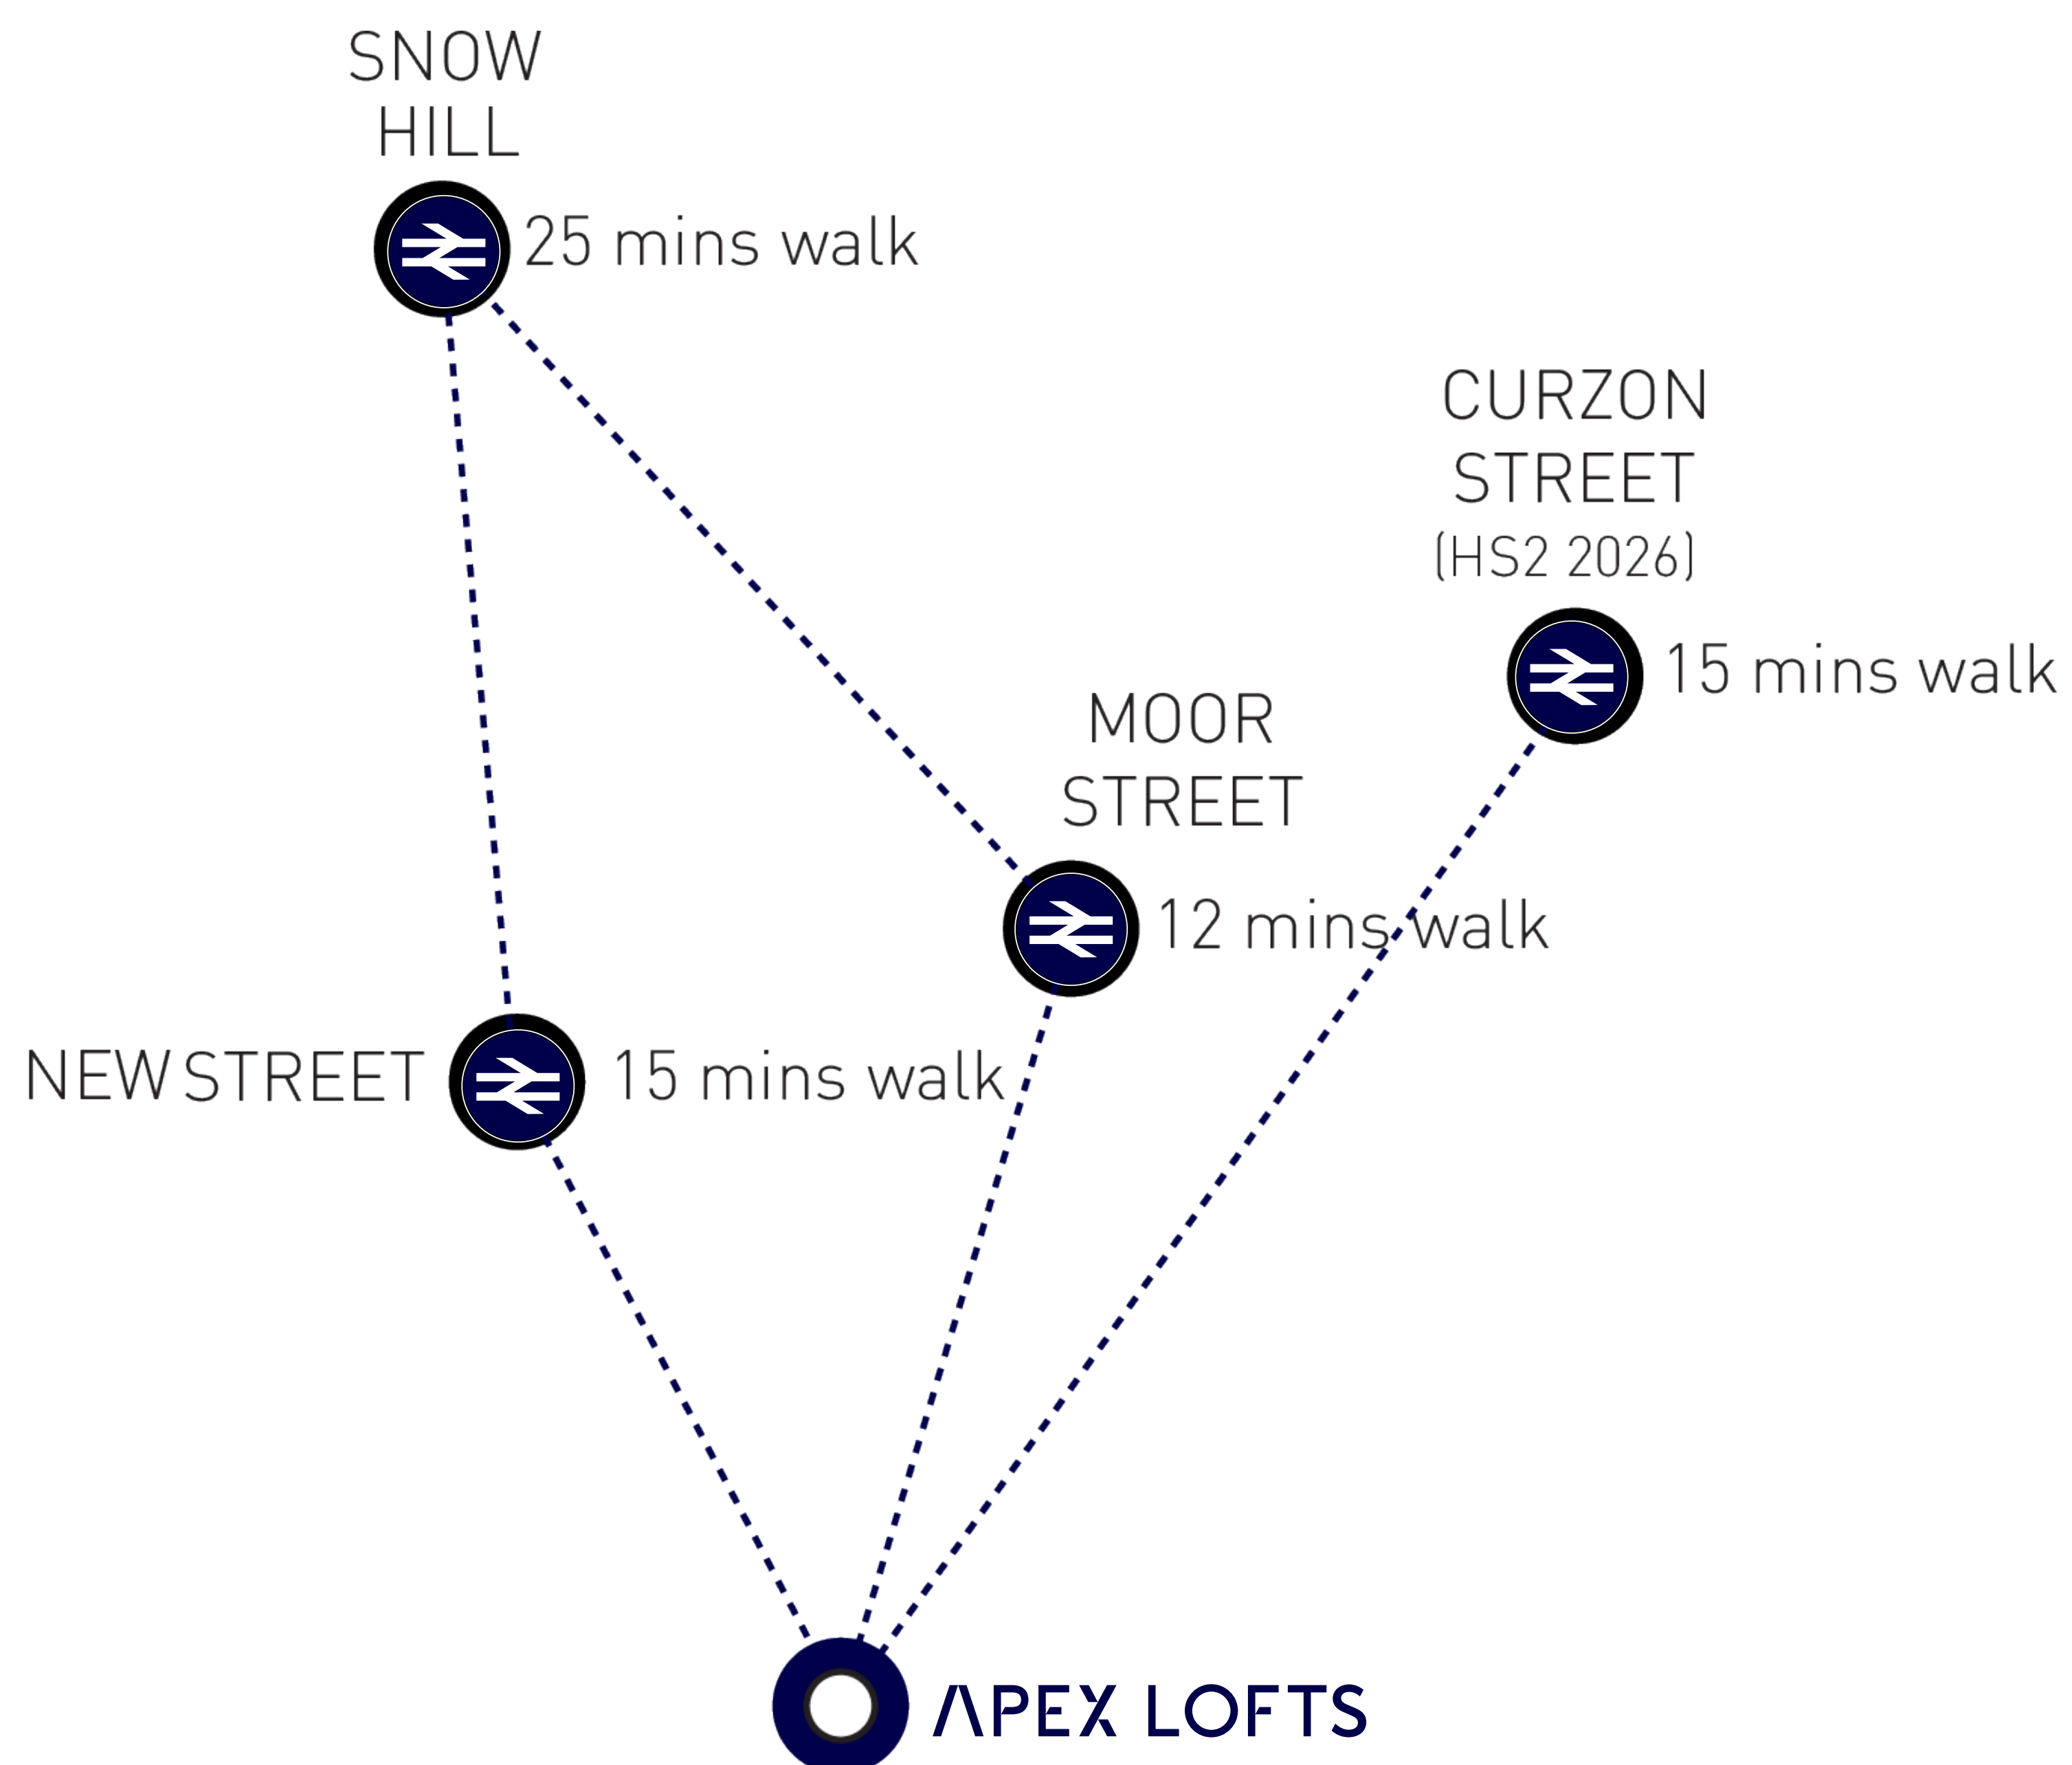 SNOW
HILL
25 mins walk
CURZON
STREET
(HS2 2026)
15 mins walk
MOOR
STREET
12 mins walk
NEW STREET
15 mins walk
APEX LOFTS